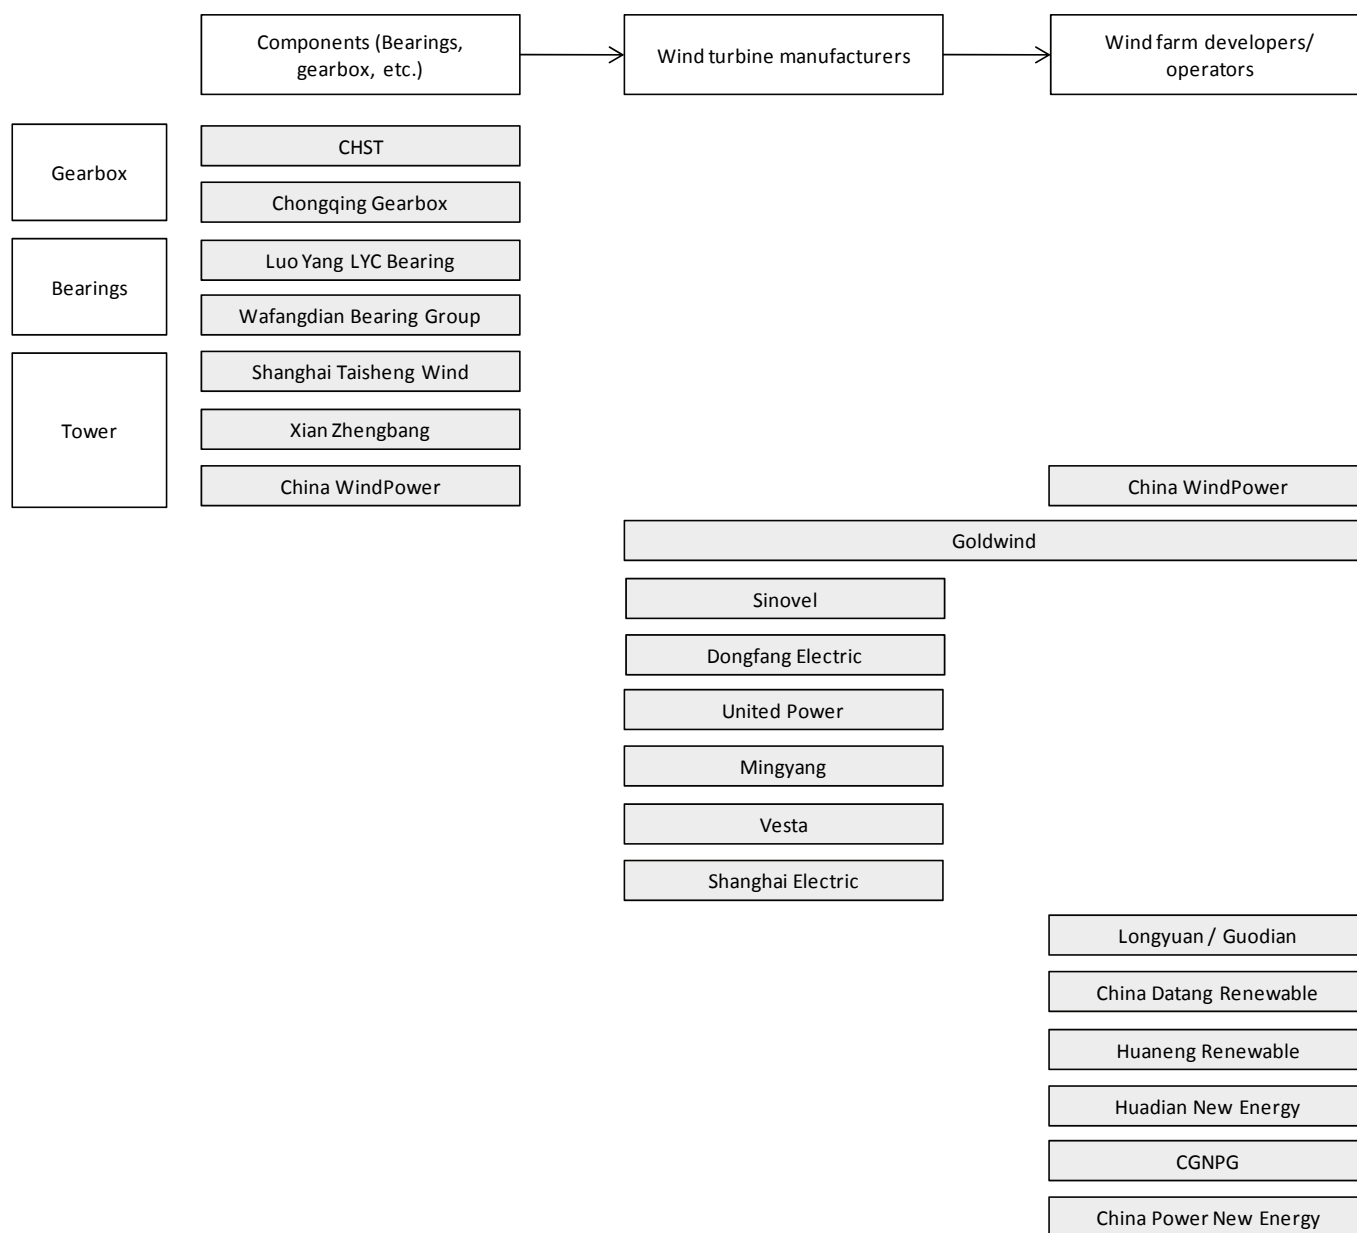 Components (Bearings,
gearbox, etc.)
Wind turbine manufacturers
Wind farm developers/
operators
Gearbox
CHST
Chongqing Gearbox
Bearings
Luo Yang LYC Bearing
Wafangdian Bearing Group
Tower
Shanghai Taisheng Wind
Xian Zhengbang
China WindPower
China WindPower
Goldwind
Sinovel
Dongfang Electric
United Power
Mingyang
Vesta
Shanghai Electric
Longyuan / Guodian
China Datang Renewable
Huaneng Renewable
Huadian New Energy
CGNPG
China Power New Energy